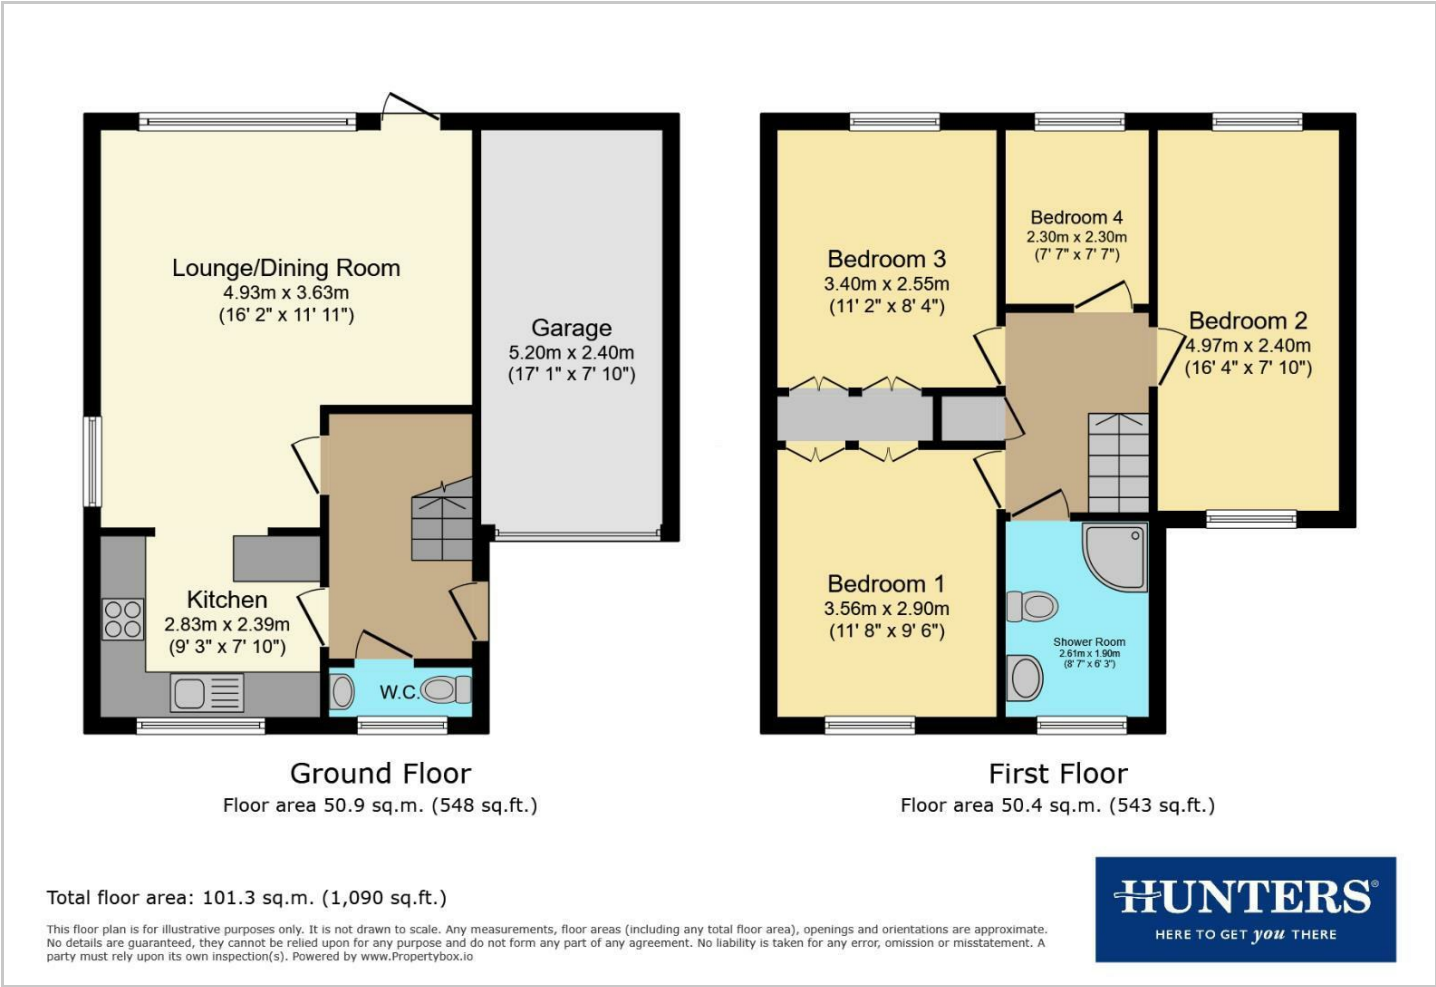 Lounge/Dining Room
4.93m x 3.63m
(16' 2" x 11' 11")
Garage
5.20m x 2.40m
(17' 1" x 7' 10")
Kitchen
2.83m x 2.39m
(9' 3" x 7' 10")
W.C.
Ground Floor
Floor area 50.9 sq.m. (548 sq.ft.)
Bedroom 3
3.40m x 2.55m
(11' 2" x 8' 4")
Bedroom 4
2.30m x 2.30m
(7' 7" x 7' 7")
Bedroom 2
4.97m x 2.40m
(16' 4" x 7' 10")
Bedroom 1
3.56m x 2.90m
(11' 8" x 9' 6")
Shower Room
2.61m x 1.90m
(8' 7" x 6' 3")
First Floor
Floor area 50.4 sq.m. (543 sq.ft.)
Total floor area: 101.3 sq.m. (1,090 sq.ft.)
This floor plan is for illustrative purposes only. It is not drawn to scale. Any measurements, floor areas (including any total floor area), openings and orientations are approximate.
No details are guaranteed, they cannot be relied upon for any purpose and do not form any part of any agreement. No liability is taken for any error, omission or misstatement. A
party must rely upon its own inspection(s). Powered by www.Propertybox.io
HUNTERS®
HERE TO GET you THERE